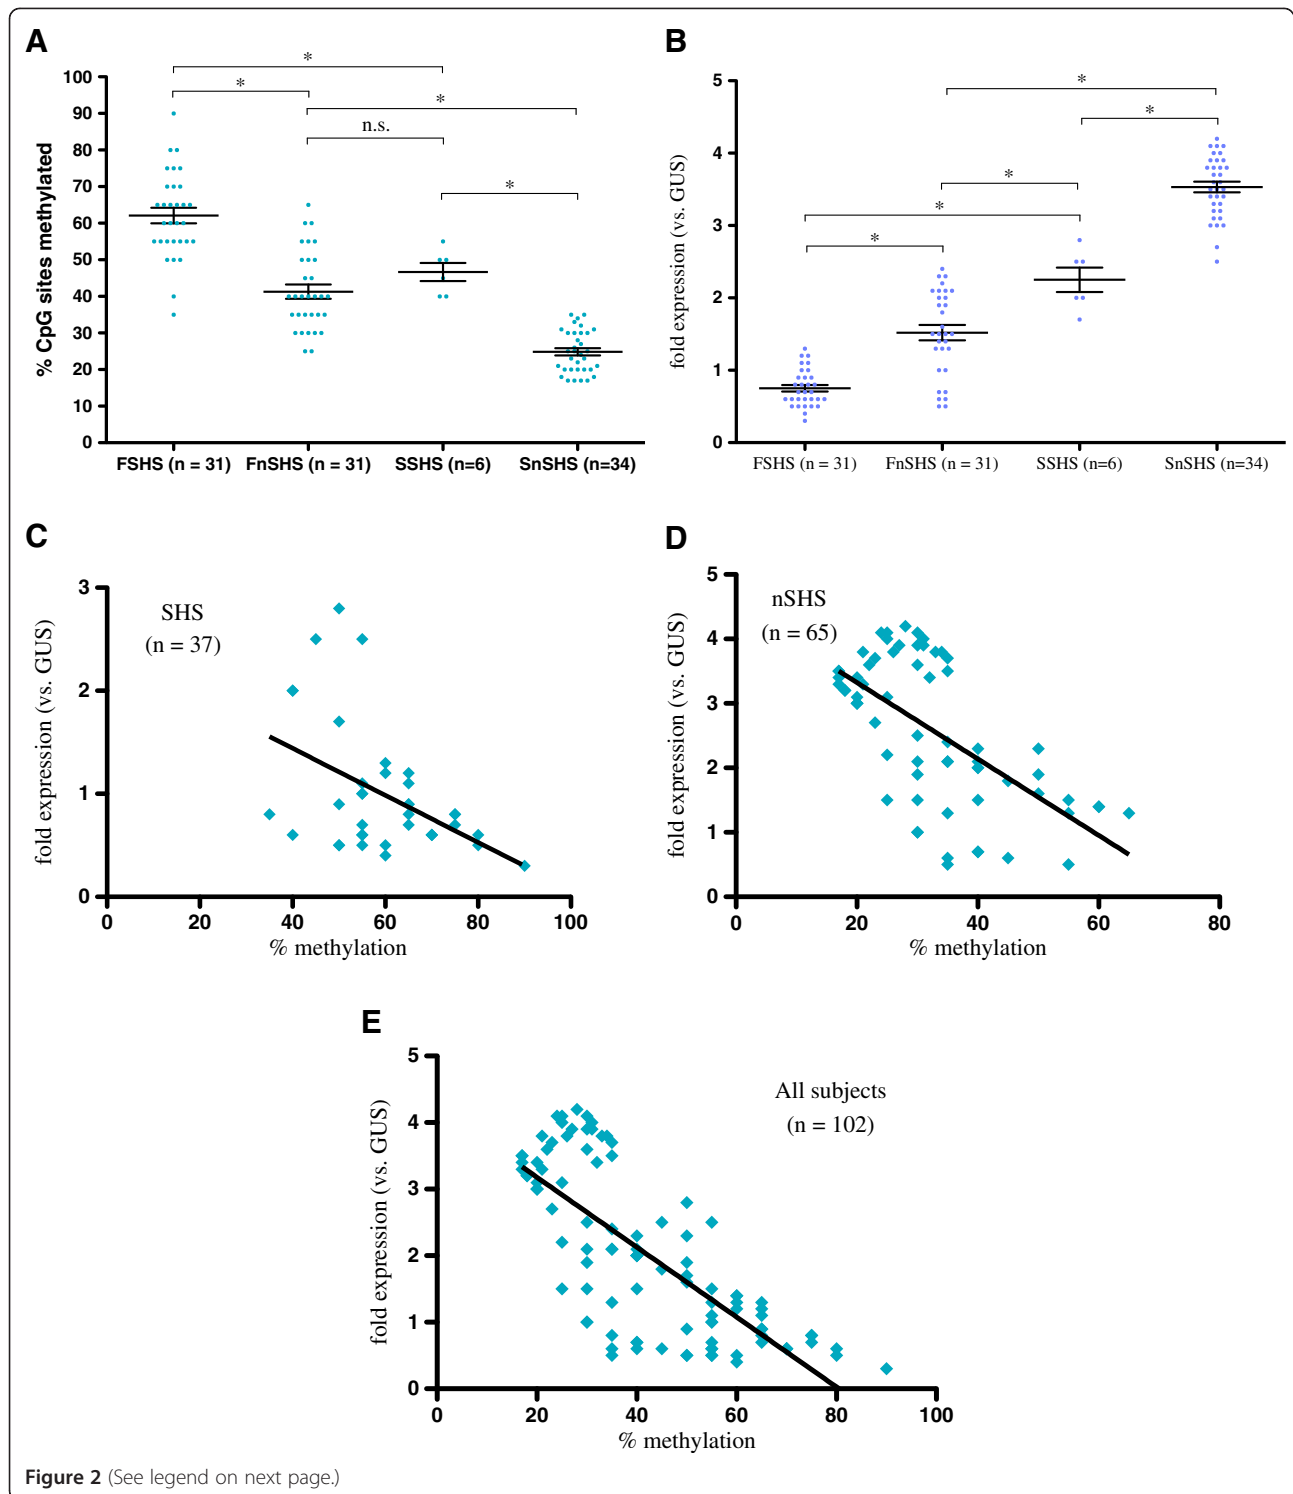 A
B
% CpG sites methylated
100
90
80
70
60
50
40
30
20
10
0
*
*
*
n.s.
*
FSHS (n = 31) FnSHS (n = 31) SSHS (n=6) SnSHS (n=34)
fold expression (vs. GUS)
5
4
3
2
1
0
*
*
*
*
*
FSHS (n = 31) FnSHS (n = 31) SSHS (n=6) SnSHS (n=34)
C
fold expression (vs. GUS)
3
2
1
0
SHS
(n = 37)
0 20 40 60 80 100
% methylation
D
fold expression (vs. GUS)
5
4
3
2
1
0
nSHS
(n = 65)
0 20 40 60 80
% methylation
E
fold expression (vs. GUS)
5
4
3
2
1
0
All subjects
(n = 102)
0 20 40 60 80 100
% methylation
Figure 2 (See legend on next page.)